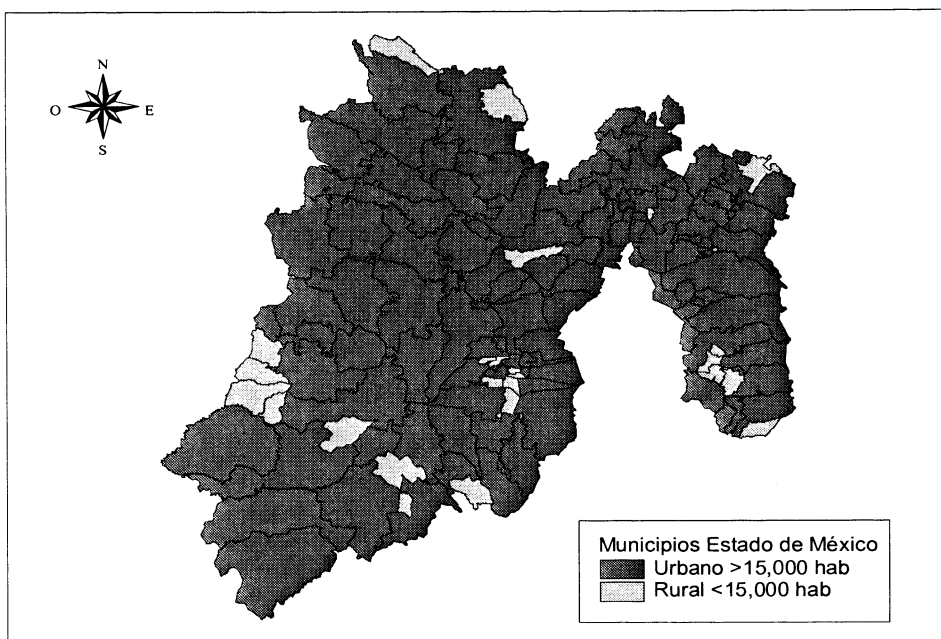 N
O E
S
Municipios Estado de México
Urbano >15,000 hab
Rural <15,000 hab